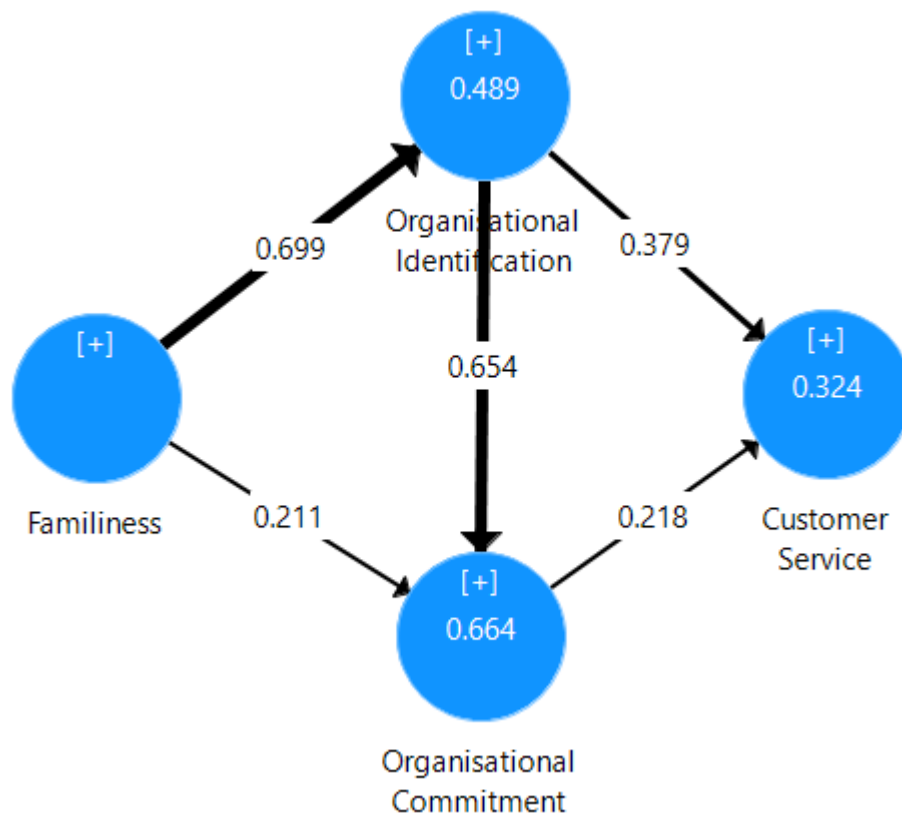 [+]
0.489
Organisational
Identification
0.699
0.379
[+]
0.654
[+]
0.324
Familiness
0.211
0.218
Customer
Service
[+]
0.664
Organisational
Commitment